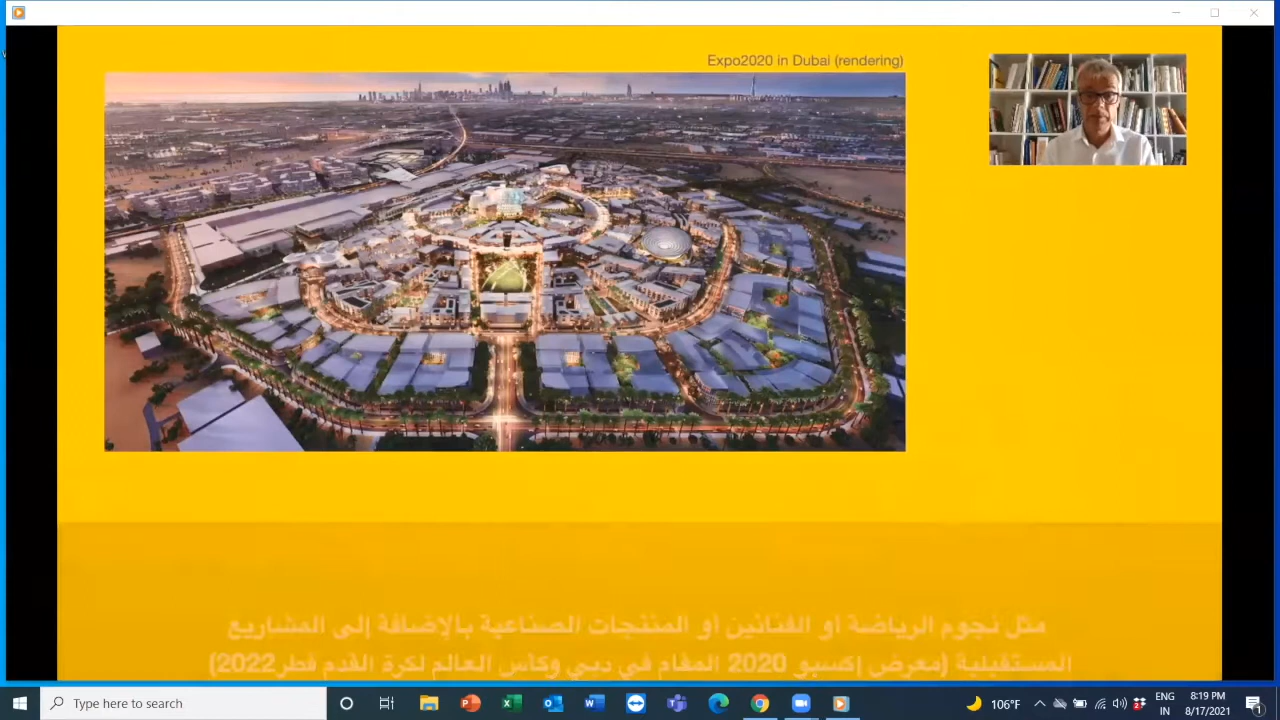 Expo2020 in Dubai (rendering)
مثل نجوم الرياضة أو الفنانين أو المنتجات الصناعية بالإضافة إلى المشاريع
المستقبلية (معرض إكسبو 2020 المقام في دبي وكأس العالم لكرة القدم قطر2022)
Type here to search
106°F
ENG
IN
8:19 PM
8/17/2021